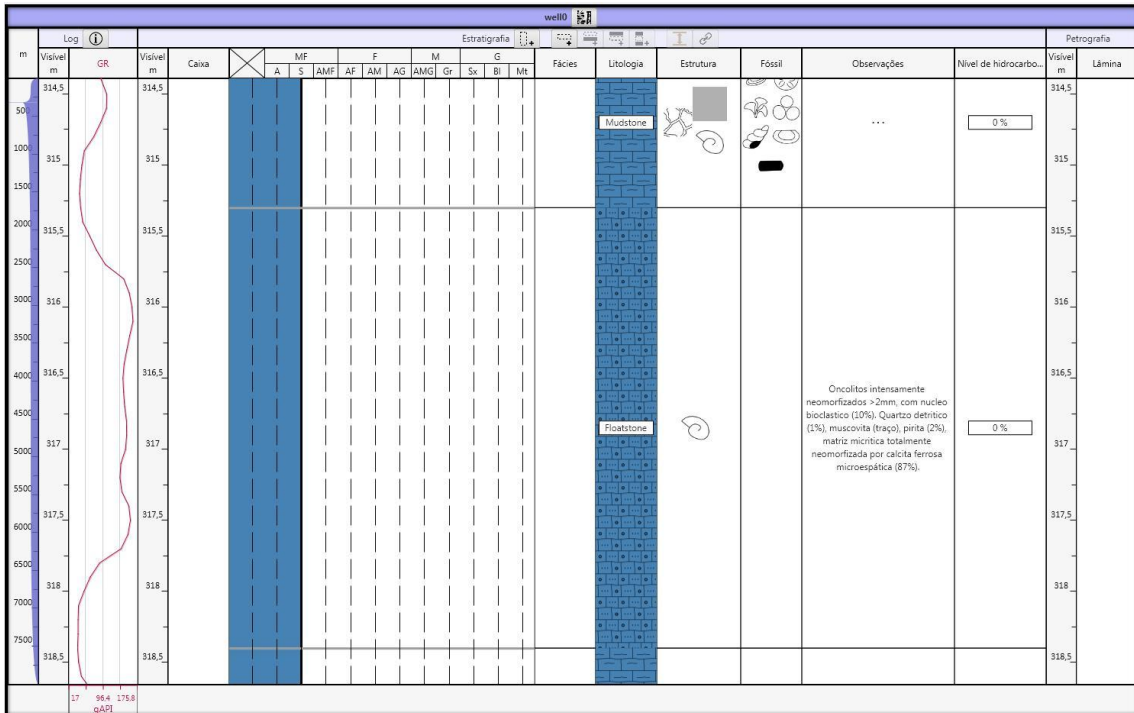 well0
Log
Estratigrafia
Petrografia
m
Visível
m
GR
Visível
m
Caixa
MF
F
M
G
A
S
AMF
AF
AM
AG
AMG
Gr
Sx
Bl
Mt
Fácies
Litologia
Estrutura
Fóssil
Observações
Nível de hidrocarbo...
Visível
m
Lâmina
500
1000
1500
2000
2500
3000
3500
4000
4500
5000
5500
6000
6500
7000
7500
314,5
315
315,5
316
316,5
317
317,5
318
318,5
17
96,4
175,8
gAPI
314,5
315
315,5
316
316,5
317
317,5
318
318,5
Mudstone
...
0 %
Floatstone
Oncolitos intensamente
neomorfizados >2mm, com nucleo
bioclastico (10%). Quartzo detritico
(1%), muscovita (traço), pirita (2%),
matriz micritica totalmente
neomorfizada por calcita ferrosa
microespática (87%).
0 %
314,5
315
315,5
316
316,5
317
317,5
318
318,5